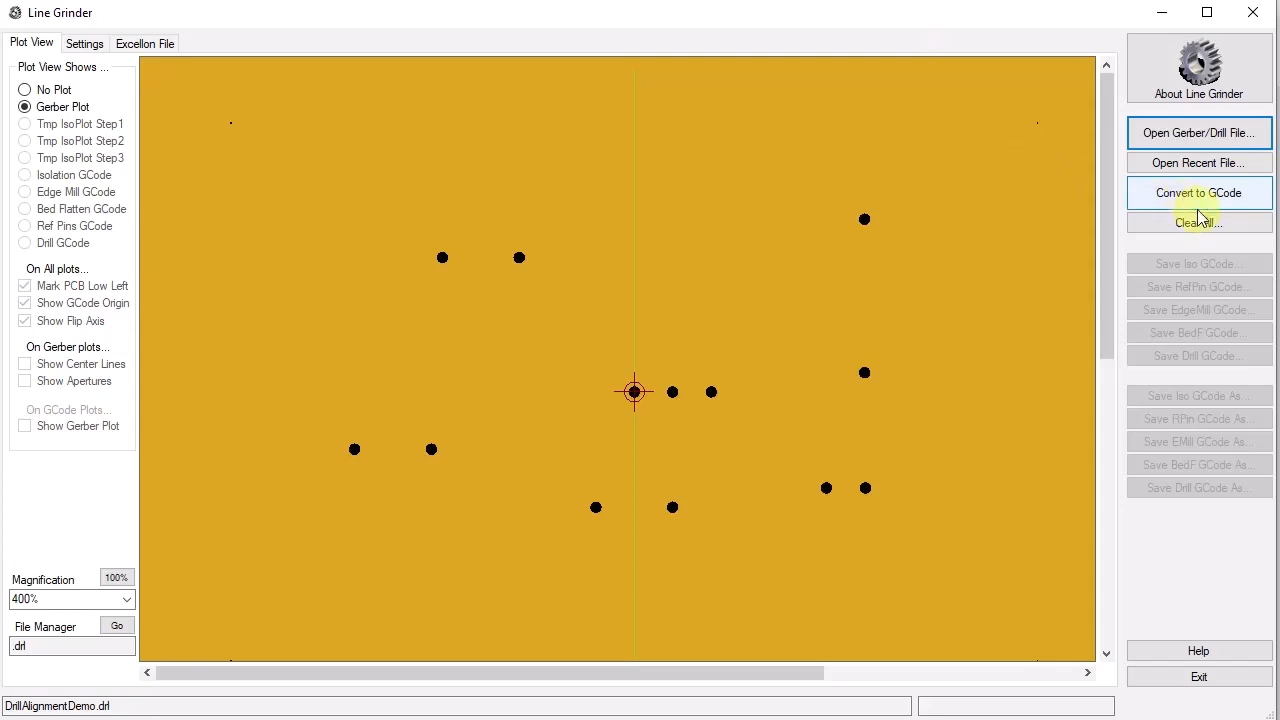 Line Grinder
Plot View
Settings
Excellon File
Plot View Shows ...
No Plot
Gerber Plot
Tmp IsoPlot Step1
Tmp IsoPlot Step2
Tmp IsoPlot Step3
Isolation GCode
Edge Mill GCode
Bed Flatten GCode
Ref Pins GCode
Drill GCode
On All plots...
Mark PCB Low Left
Show GCode Origin
Show Flip Axis
On Gerber plots...
Show Center Lines
Show Apertures
On GCode Plots...
Show Gerber Plot
Magnification
100%
400%
File Manager
Go
.drl
About Line Grinder
Open Gerber/Drill File...
Open Recent File...
Convert to GCode
Clear All...
Save Iso GCode...
Save RefPin GCode...
Save EdgeMill GCode...
Save BedF GCode...
Save Drill GCode...
Save Iso GCode As...
Save RPin GCode As...
Save EMill GCode As...
Save BedF GCode As...
Save Drill GCode As...
Help
Exit
DrillAlignmentDemo.drl